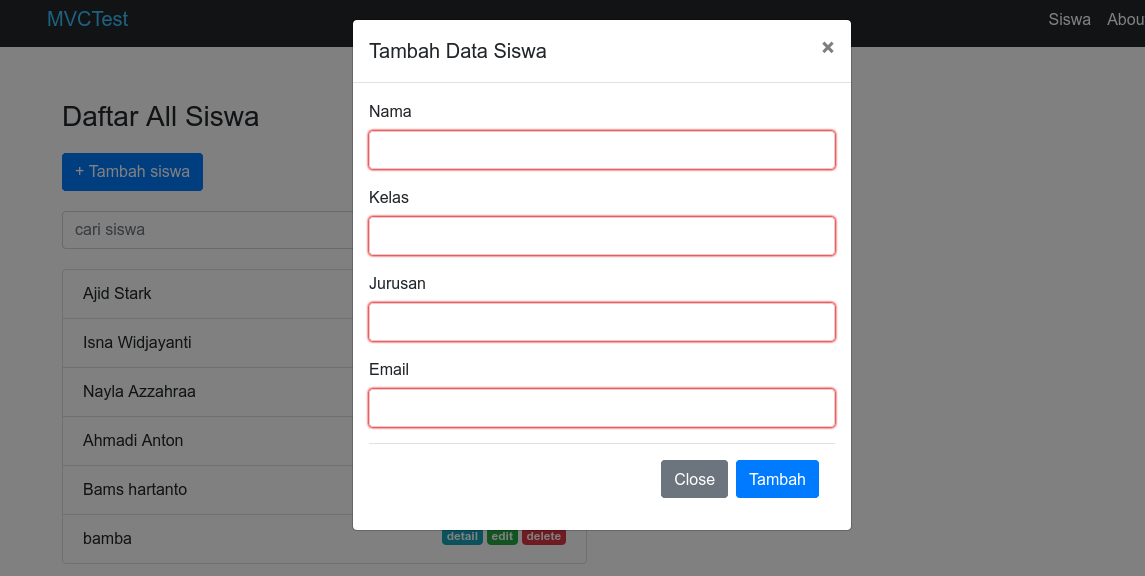 MVCTest
Siswa Abou
Tambah Data Siswa ×
Nama
Kelas
Jurusan
Email
Close Tambah
Daftar All Siswa
+ Tambah siswa
cari siswa
Ajid Stark
Isna Widjayanti
Nayla Azzahraa
Ahmadi Anton
Bams hartanto
bamba detail edit delete